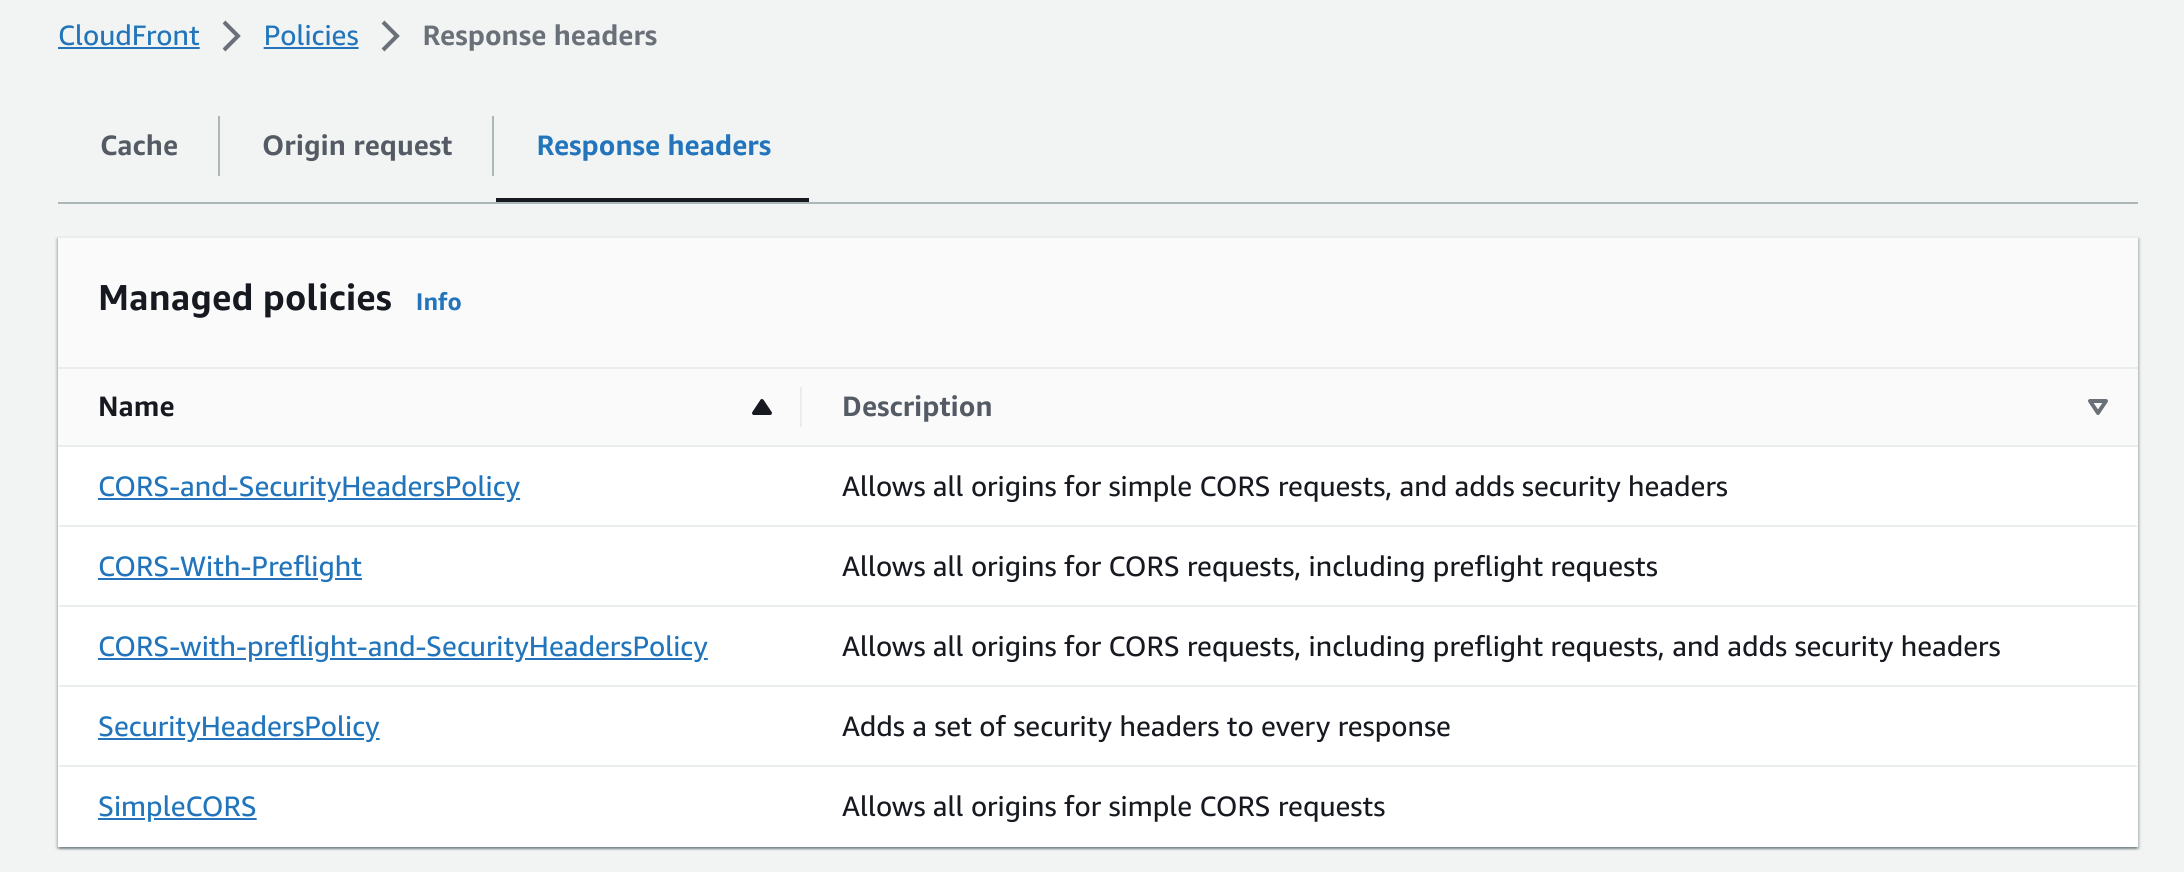 CloudFront Policies Response headers
Cache Origin request Response headers
Managed policies Info
Name Description
CORS-and-SecurityHeadersPolicy Allows all origins for simple CORS requests, and adds security headers
CORS-With-Preflight Allows all origins for CORS requests, including preflight requests
CORS-with-preflight-and-SecurityHeadersPolicy Allows all origins for CORS requests, including preflight requests, and adds security headers
SecurityHeadersPolicy Adds a set of security headers to every response
SimpleCORS Allows all origins for simple CORS requests